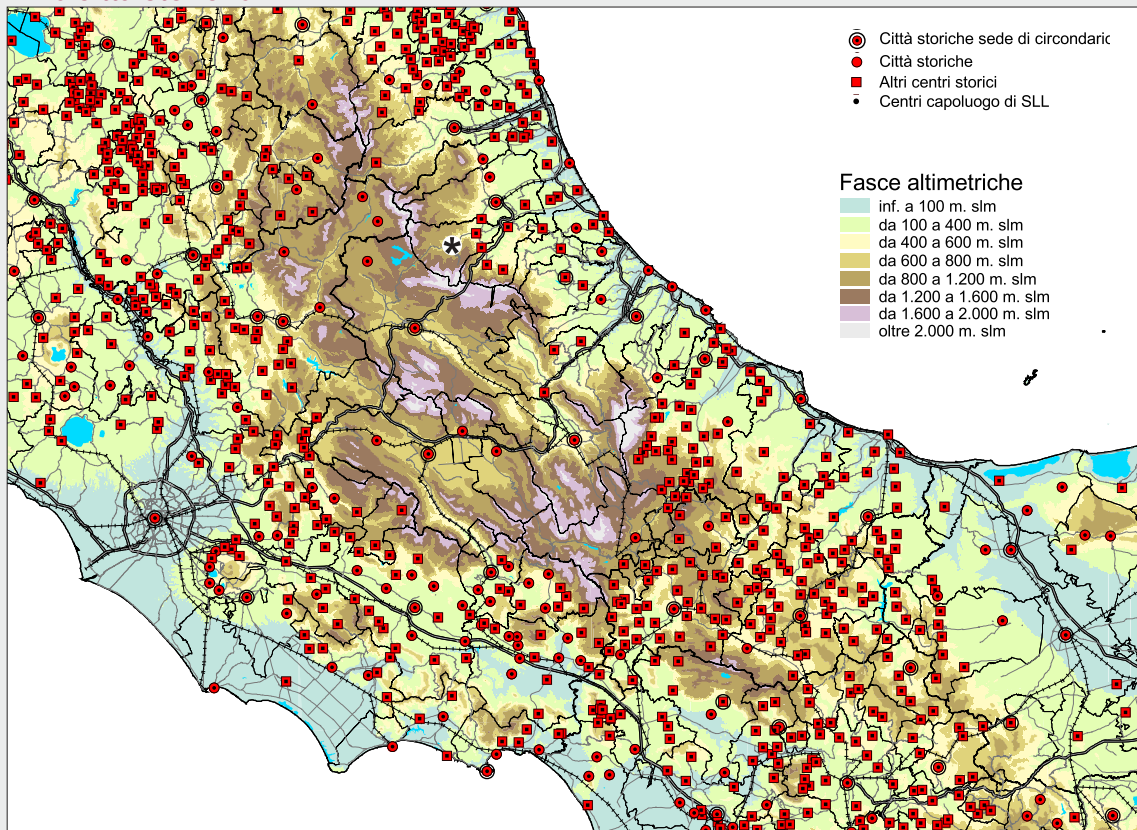 Città storiche sede di circondaric
Città storiche
Altri centri storici
Centri capoluogo di SLL
Fasce altimetriche
inf. a 100 m. slm
da 100 a 400 m. slm
da 400 a 600 m. slm
da 600 a 800 m. slm
da 800 a 1.200 m. slm
da 1.200 a 1.600 m. slm
da 1.600 a 2.000 m. slm
oltre 2.000 m. slm
*